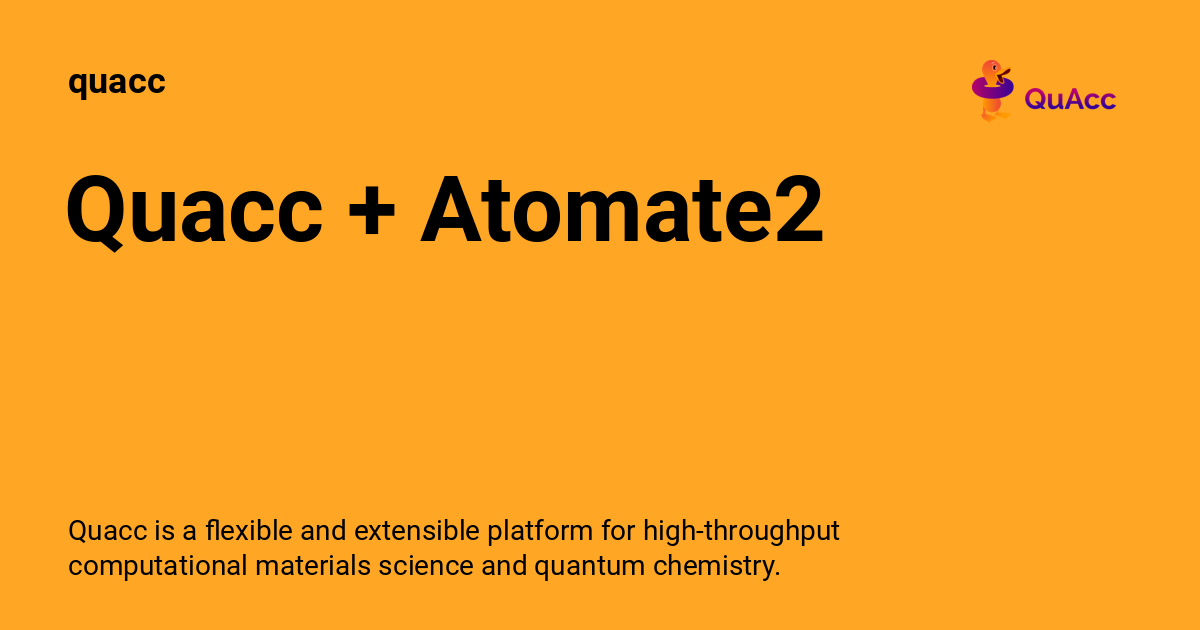 quacc
QuAcc
Quacc + Atomate2
Quacc is a flexible and extensible platform for high-throughput
computational materials science and quantum chemistry.